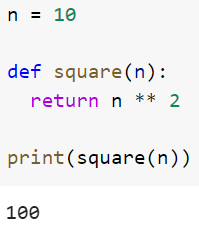 n = 10
def square(n):
  return n ** 2
print(square(n))
100